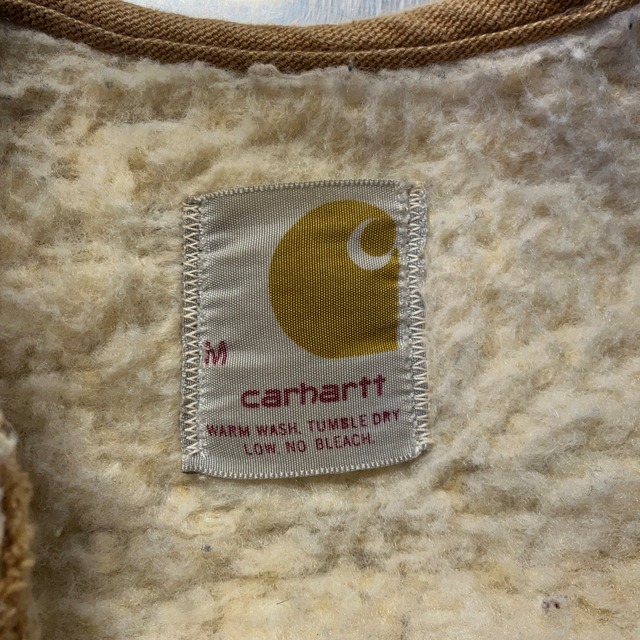 M
carhartt
WARM WASH. TUMBLE DRY
LOW. NO BLEACH.